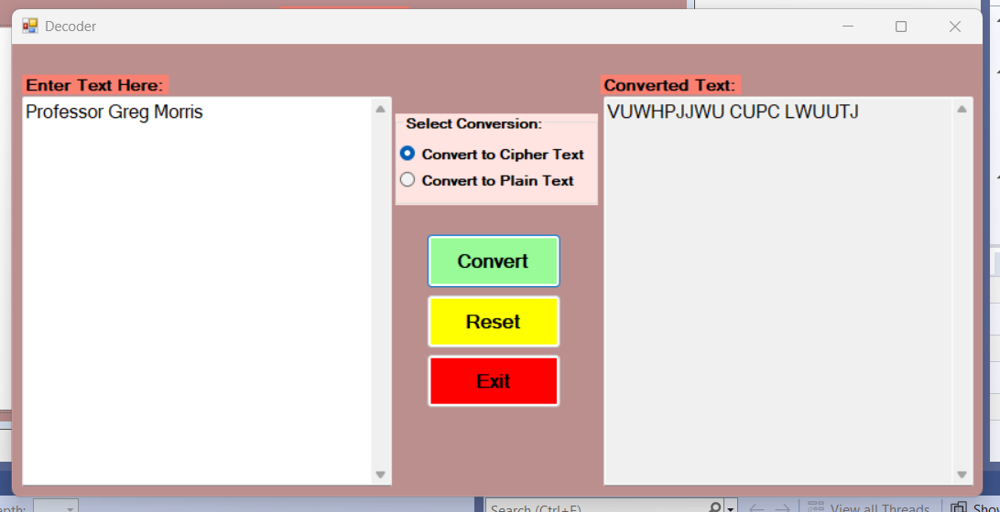 Decoder
Enter Text Here:
Professor Greg Morris
Select Conversion:
Convert to Cipher Text
Convert to Plain Text
Convert
Reset
Exit
Converted Text:
VUWHPJJWU CUPC LWUUTJ
Search (Ctrl+E)
View all Threads